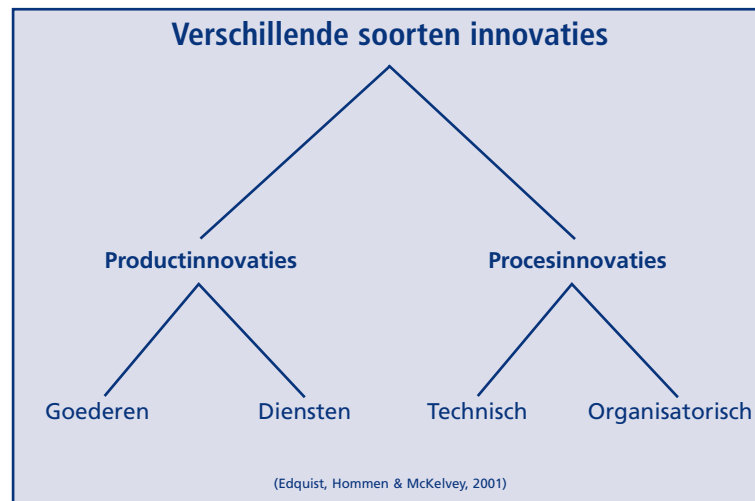 Verschillende soorten innovaties
Productinnovaties Procesinnovaties
Goederen Diensten Technisch Organisatorisch
(Edquist, Hommen & McKelvey, 2001)